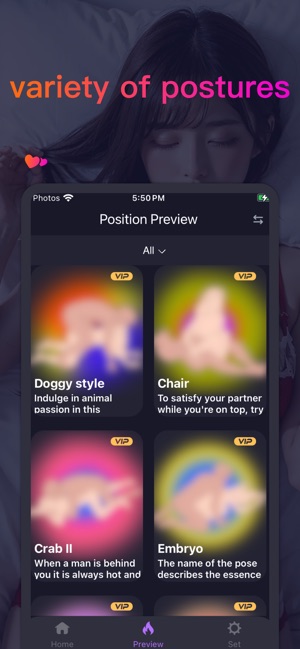 variety of postures
Photos 5:50 PM
Position Preview
All
VIP VIP
Doggy style
Indulge in animal
passion in this
Chair
To satisfy your partner
while you're on top, try
VIP VIP
Crab II
When a man is behind
you it is always hot and
Embryo
The name of the pose
describes the essence
VIP VIP
Home Preview Set